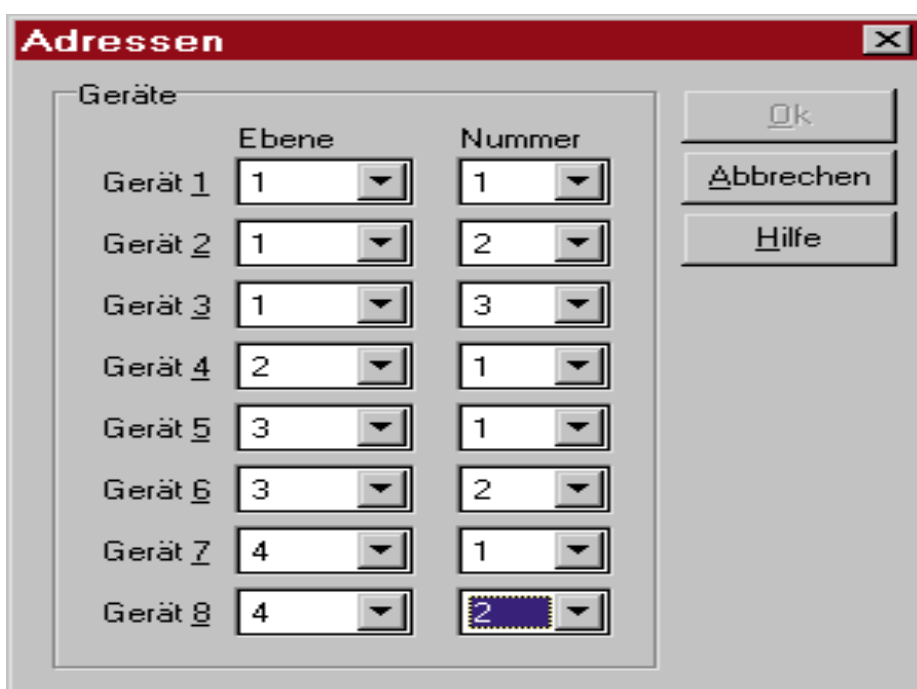 Adressen
Geräte
Ebene Nummer
Gerät 1 1 1
Gerät 2 1 2
Gerät 3 1 3
Gerät 4 2 1
Gerät 5 3 1
Gerät 6 3 2
Gerät 7 4 1
Gerät 8 4 2
Ok
Abbrechen
Hilfe